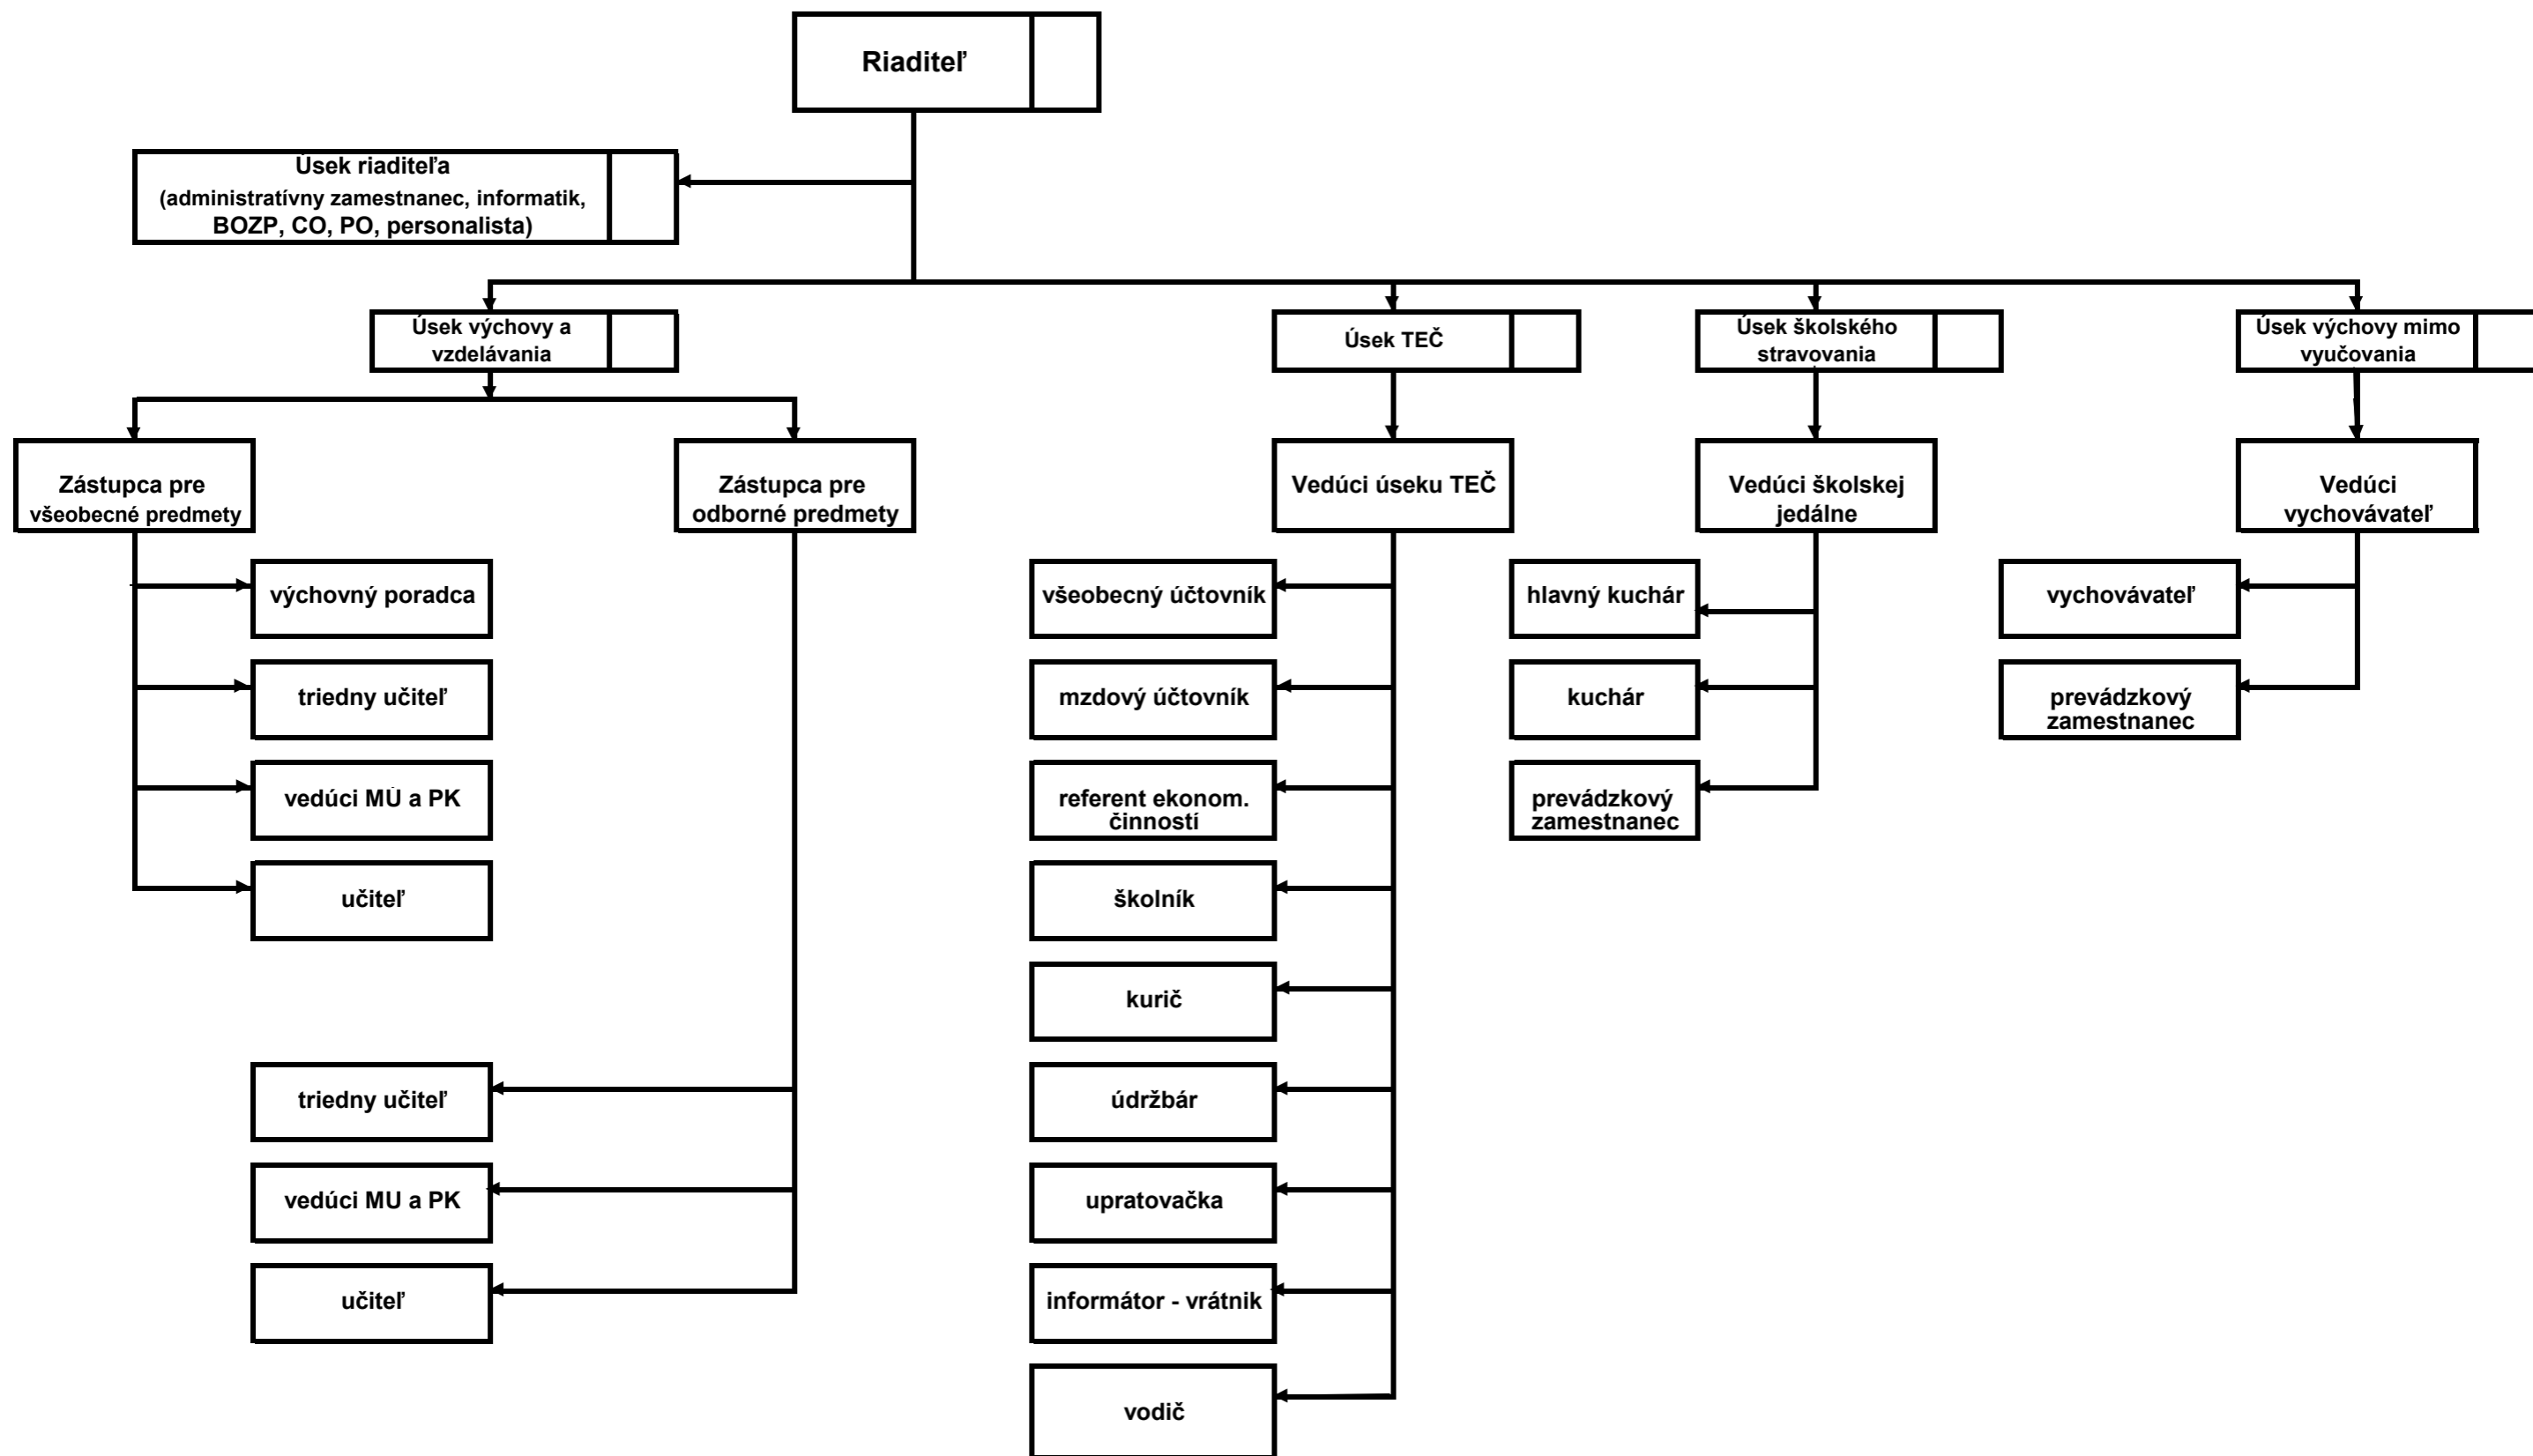 Riaditeľ
Úsek riaditeľa
(administratívny zamestnanec, informatik,
BOZP, CO, PO, personalista)
Úsek výchovy a
vzdelávania
Úsek TEČ
Úsek školského
stravovania
Úsek výchovy mimo
vyučovania
Zástupca pre
všeobecné predmety
Zástupca pre
odborné predmety
Vedúci úseku TEČ
Vedúci školskej
jedálne
Vedúci
vychovávateľ
výchovný poradca
triedny učiteľ
vedúci MÚ a PK
učiteľ
triedny učiteľ
vedúci MU a PK
učiteľ
všeobecný účtovník
mzdový účtovník
referent ekonom.
činností
školník
kurič
údržbár
upratovačka
informátor - vrátnik
vodič
hlavný kuchár
kuchár
prevádzkový
zamestnanec
vychovávateľ
prevádzkový
zamestnanec